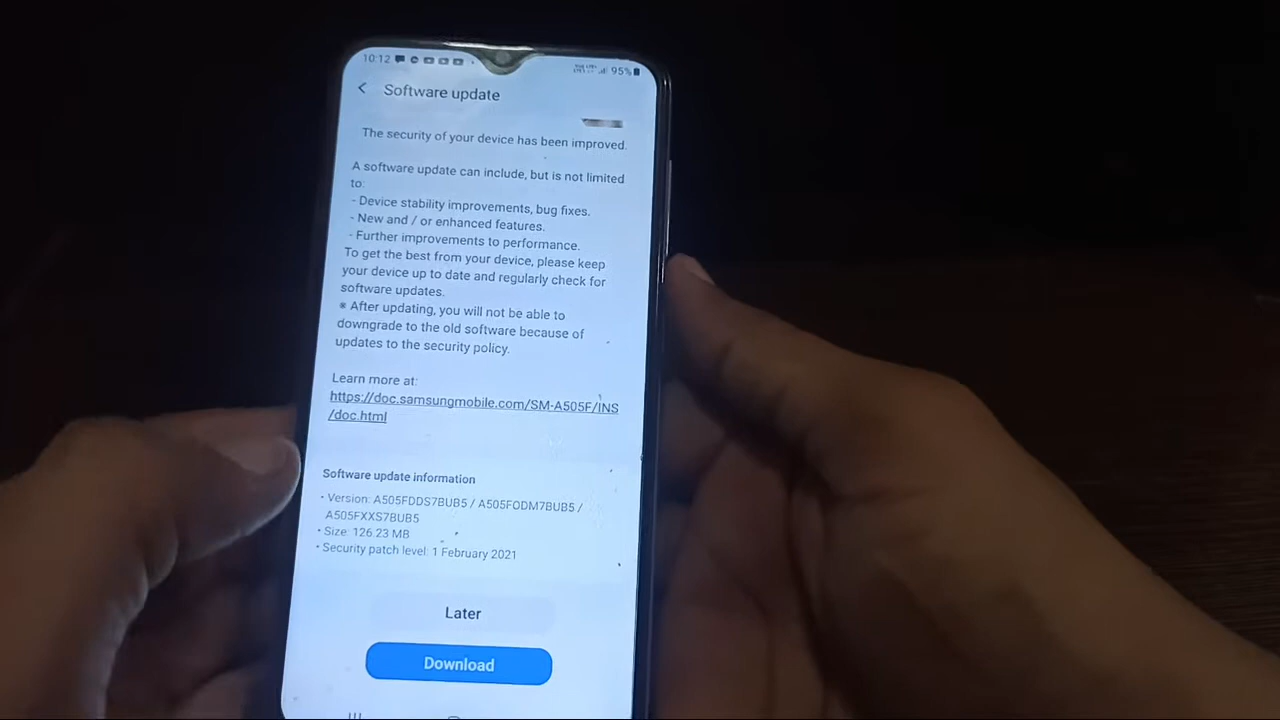 10:12
95%
Software update
The security of your device has been improved.
A software update can include, but is not limited
to:
- Device stability improvements, bug fixes.
- New and / or enhanced features.
- Further improvements to performance.
To get the best from your device, please keep
your device up to date and regularly check for
software updates.
※ After updating, you will not be able to
downgrade to the old software because of
updates to the security policy.
Learn more at:
https://doc.samsungmobile.com/SM-A505F/INS
/doc.html
Software update information
• Version: A505FDDS7BUB5 / A505FODM7BUB5 /
A505FXXS7BUB5
• Size: 126.23 MB
• Security patch level: 1 February 2021
Later
Download